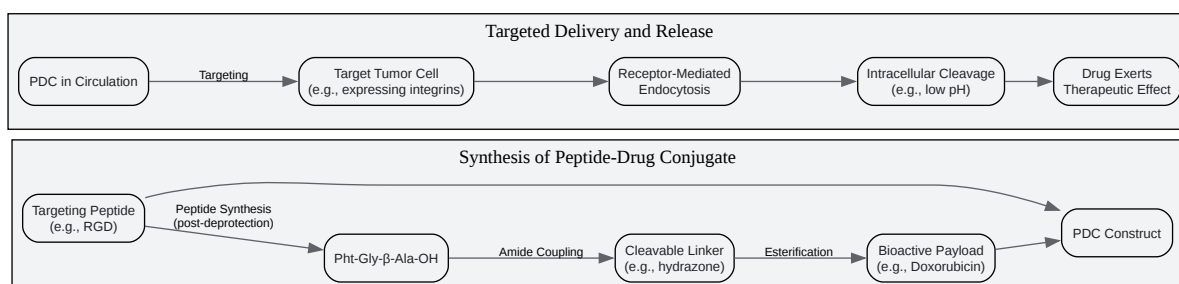 Targeted Delivery and Release
PDC in Circulation
Targeting
Target Tumor Cell
(e.g., expressing integrins)
Receptor-Mediated
Endocytosis
Intracellular Cleavage
(e.g., low pH)
Drug Exerts
Therapeutic Effect
Synthesis of Peptide-Drug Conjugate
Targeting Peptide
(e.g., RGD)
Peptide Synthesis
(post-deprotection)
Pht-Gly-β-Ala-OH
Amide Coupling
Cleavable Linker
(e.g., hydrazone)
Esterification
Bioactive Payload
(e.g., Doxorubicin)
PDC Construct